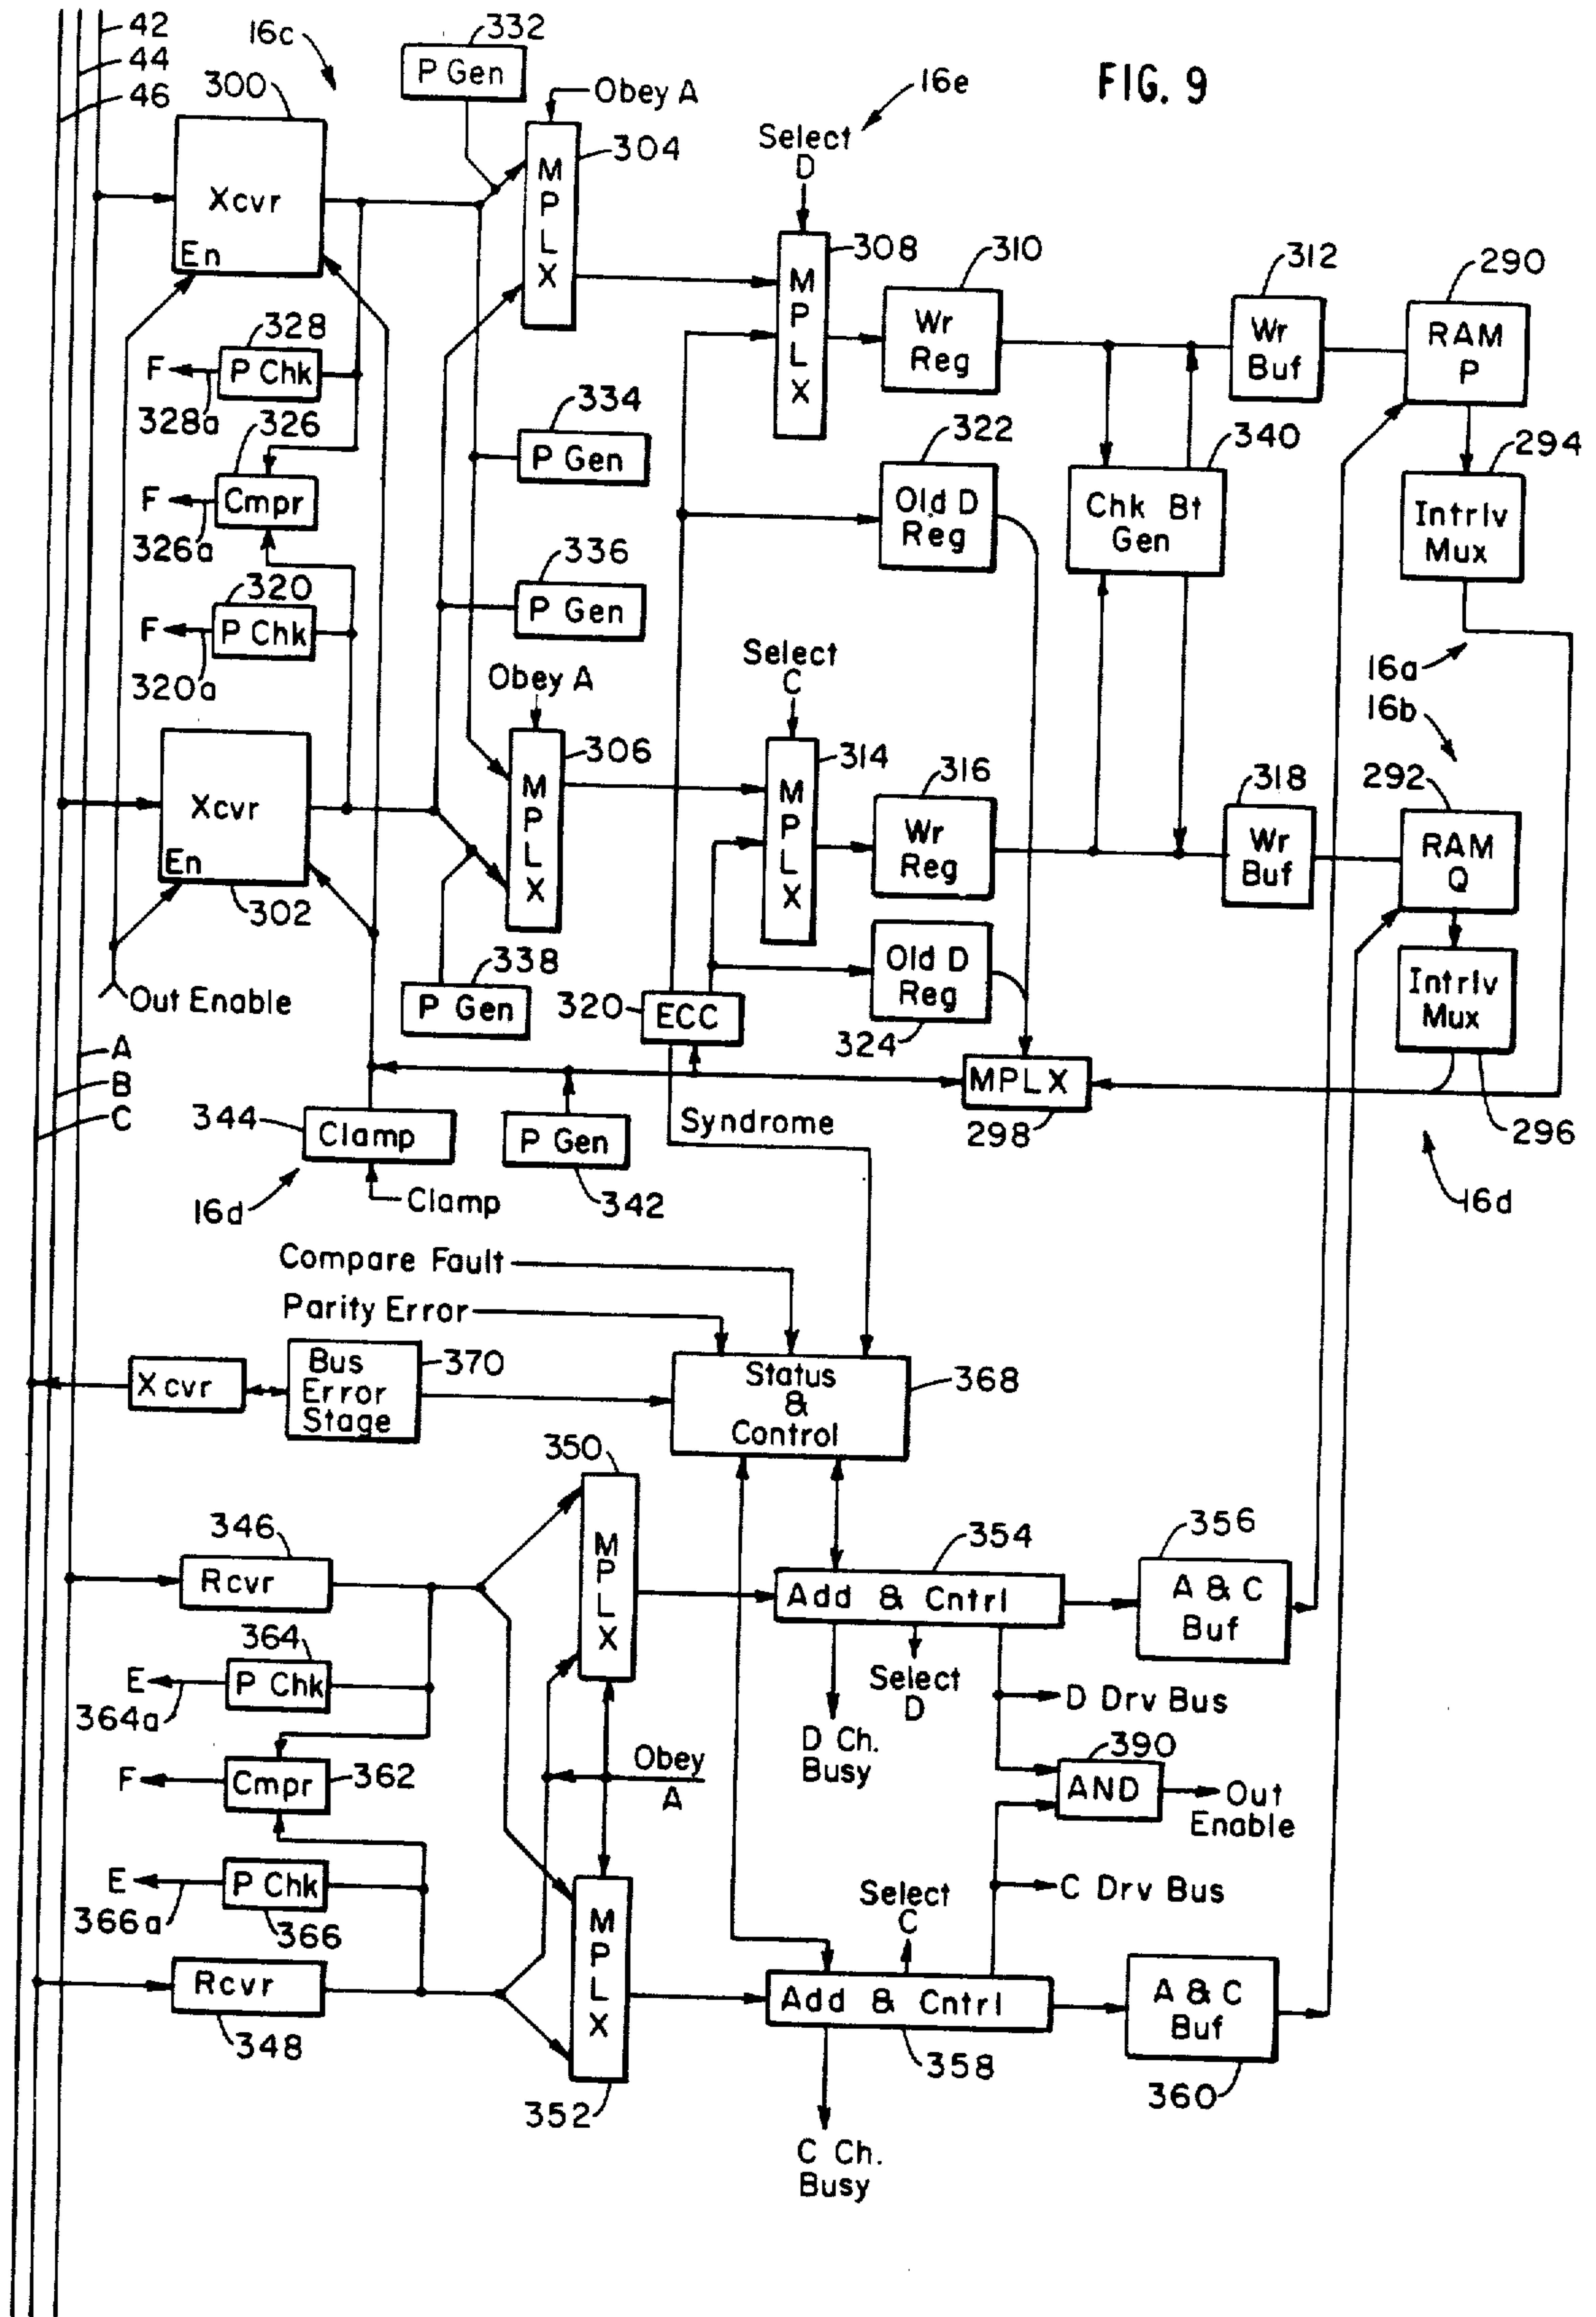 FIG. 9
42
44
46
16c
300
Xcvr
En
332
P Gen
Obey A
304
MPLX
16e
Select
D
308
MPLX
310
Wr
Reg
312
Wr
Buf
290
RAM
P
328
P Chk
F
328a
326
Cmpr
F
326a
320
P Chk
F
320a
334
P Gen
336
P Gen
322
Old D
Reg
340
Chk Bt
Gen
294
Intrlv
Mux
16a
16b
Xcvr
En
302
Obey A
306
MPLX
Select
C
314
MPLX
316
Wr
Reg
318
Wr
Buf
292
RAM
Q
Out Enable
338
P Gen
320
ECC
Old D
Reg
324
Intrlv
Mux
296
A
B
C
344
Clamp
16d
Clamp
P Gen
342
Syndrome
MPLX
298
16d
Compare Fault
Parity Error
Xcvr
Bus
Error
Stage
370
Status
&
Control
368
346
Rcvr
350
MPLX
354
Add & Cntrl
356
A & C
Buf
364
P Chk
E
364a
Select
D
D Ch.
Busy
D Drv Bus
390
AND
Out
Enable
Cmpr
362
F
Obey
A
P Chk
366
E
366a
Select
C
C Drv Bus
Rcvr
348
MPLX
352
Add & Cntrl
358
A & C
Buf
360
C Ch.
Busy